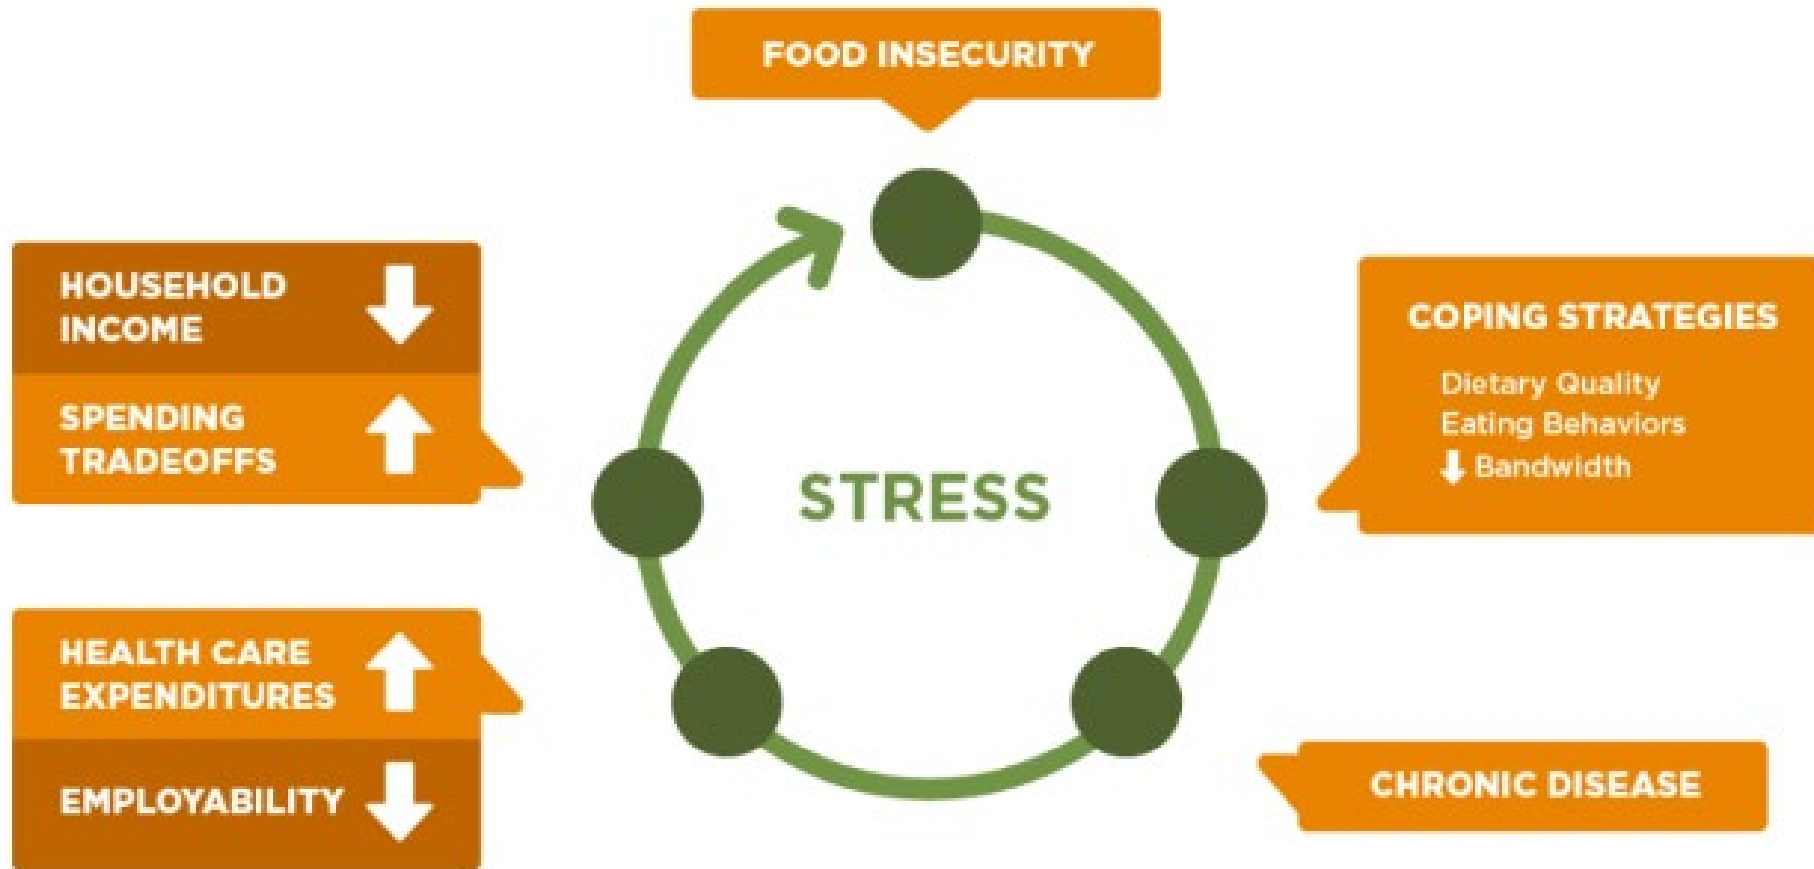 FOOD INSECURITY
HOUSEHOLD
INCOME
SPENDING
TRADEOFFS
STRESS
COPING STRATEGIES
Dietary Quality
Eating Behaviors
Bandwidth
HEALTH CARE
EXPENDITURES
EMPLOYABILITY
CHRONIC DISEASE